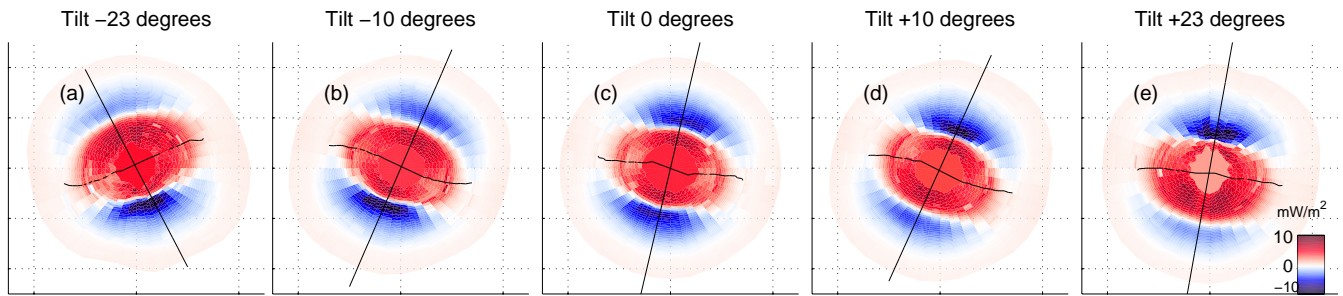 Tilt −23 degrees
Tilt −10 degrees
Tilt 0 degrees
Tilt +10 degrees
Tilt +23 degrees
(a)
(b)
(c)
(d)
(e)
mW/m²
10
0
−10